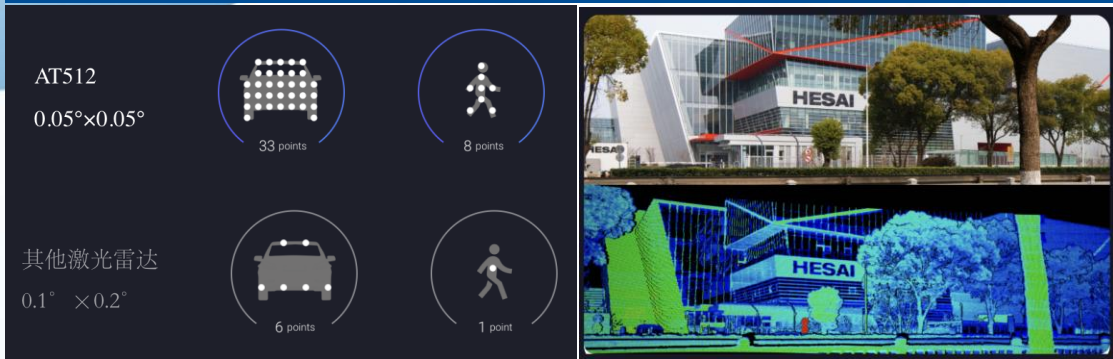 AT512
0.05°×0.05°
33 points
8 points
其他激光雷达
0.1° ×0.2°
6 points
1 point
HESAI
HESAI
HESAI